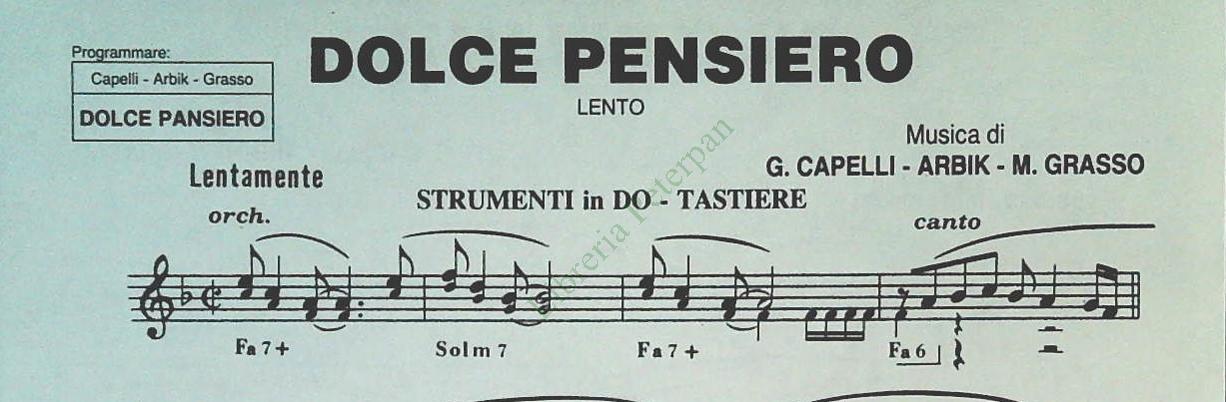 Programmare:
Capelli - Arbik - Grasso
DOLCE PANSIERO
DOLCE PENSIERO
LENTO
Musica di
G. CAPELLI - ARBIK - M. GRASSO
Lentamente
STRUMENTI in DO - TASTIERE
orch.
canto
Fa 7+ Solm 7 Fa 7+ Fa 6
Libreria Peterpan